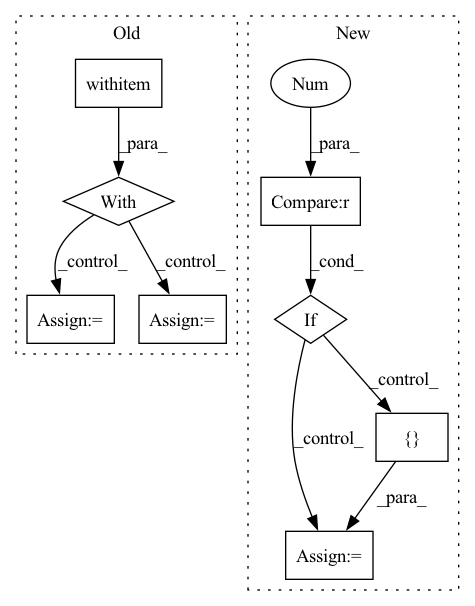 Old
New
withitem
Num
_para_
_para_
With
Compare:r
_control_
_control_
_cond_
Assign:=
Assign:=
If
_control_
_control_
{}
_para_
Assign:=